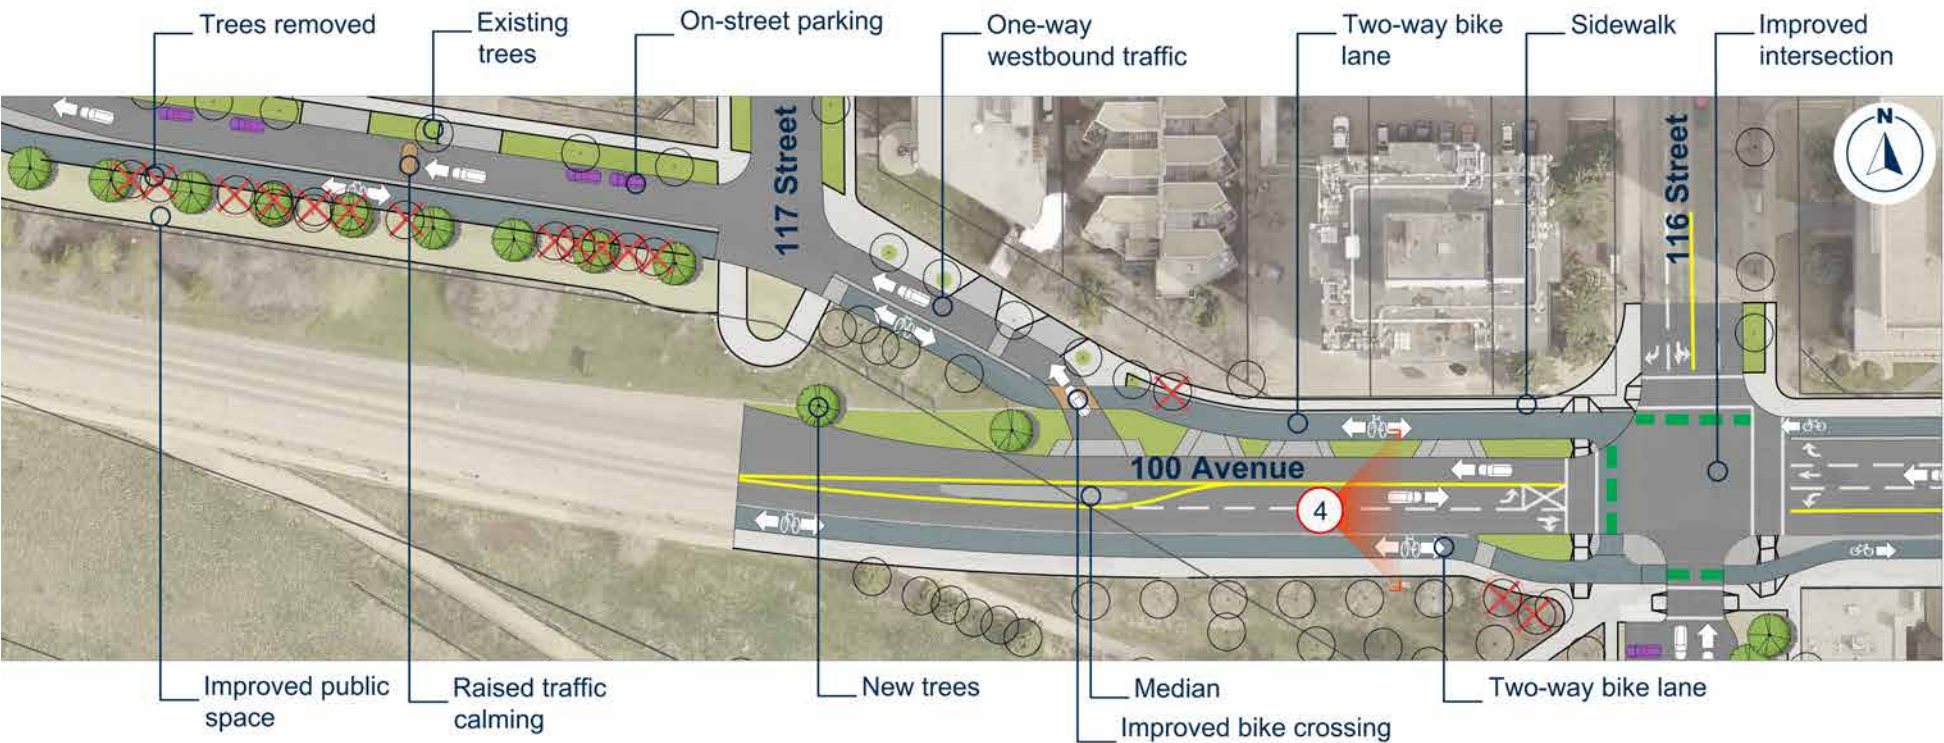 Trees removed
Existing
trees
On-street parking
One-way
westbound traffic
Two-way bike
lane
Sidewalk
Improved
intersection
N
117 Street
116 Street
100 Avenue
4
Improved public
space
Raised traffic
calming
New trees
Median
Improved bike crossing
Two-way bike lane